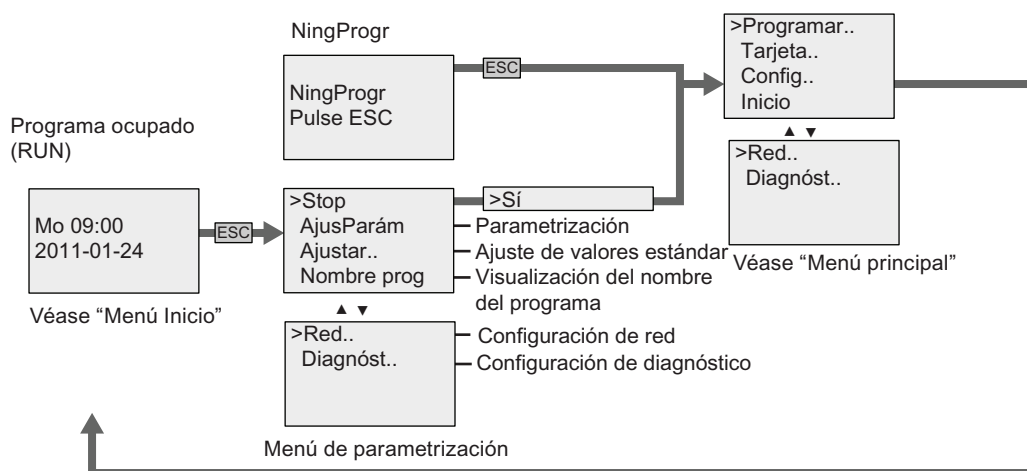 Programa ocupado
(RUN)
Mo 09:00
2011-01-24
Véase “Menú Inicio”
ESC
NingProgr
NingProgr
Pulse ESC
ESC
>Stop
AjusParám
Ajustar..
Nombre prog
>Sí
Parametrización
Ajuste de valores estándar
Visualización del nombre
del programa
▲ ▼
>Red..
Diagnóst..
Configuración de red
Configuración de diagnóstico
Menú de parametrización
>Programar..
Tarjeta..
Config..
Inicio
▲ ▼
>Red..
Diagnóst..
Véase “Menú principal”